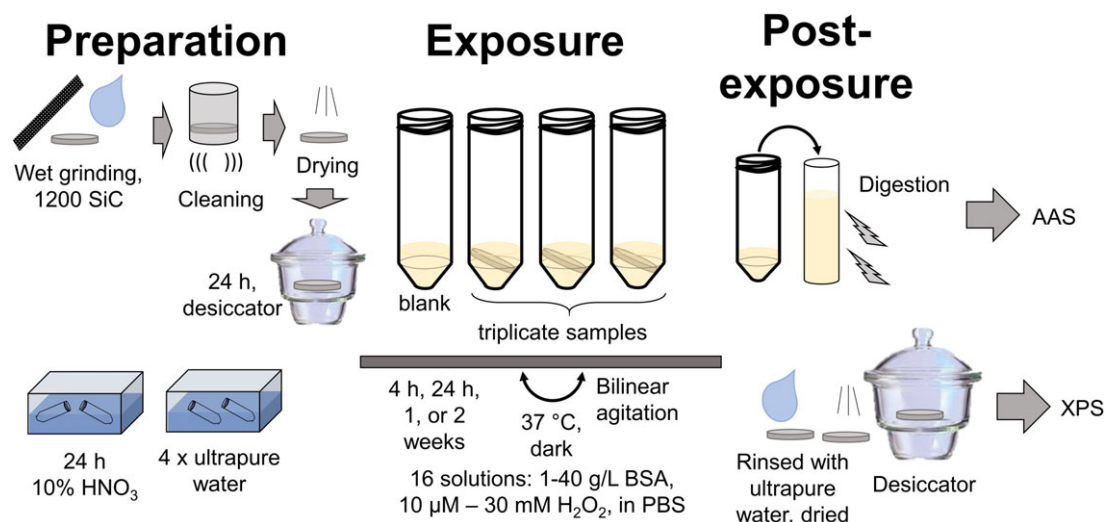 Preparation
Wet grinding,
1200 SiC
Cleaning
Drying
24 h,
desiccator
24 h
10% HNO₃
4 x ultrapure
water
Exposure
blank
triplicate samples
4 h, 24 h,
1, or 2
weeks
37 °C,
dark
Bilinear
agitation
16 solutions: 1-40 g/L BSA,
10 µM – 30 mM H₂O₂, in PBS
Post-
exposure
Digestion
AAS
Rinsed with
ultrapure
water, dried
Desiccator
XPS